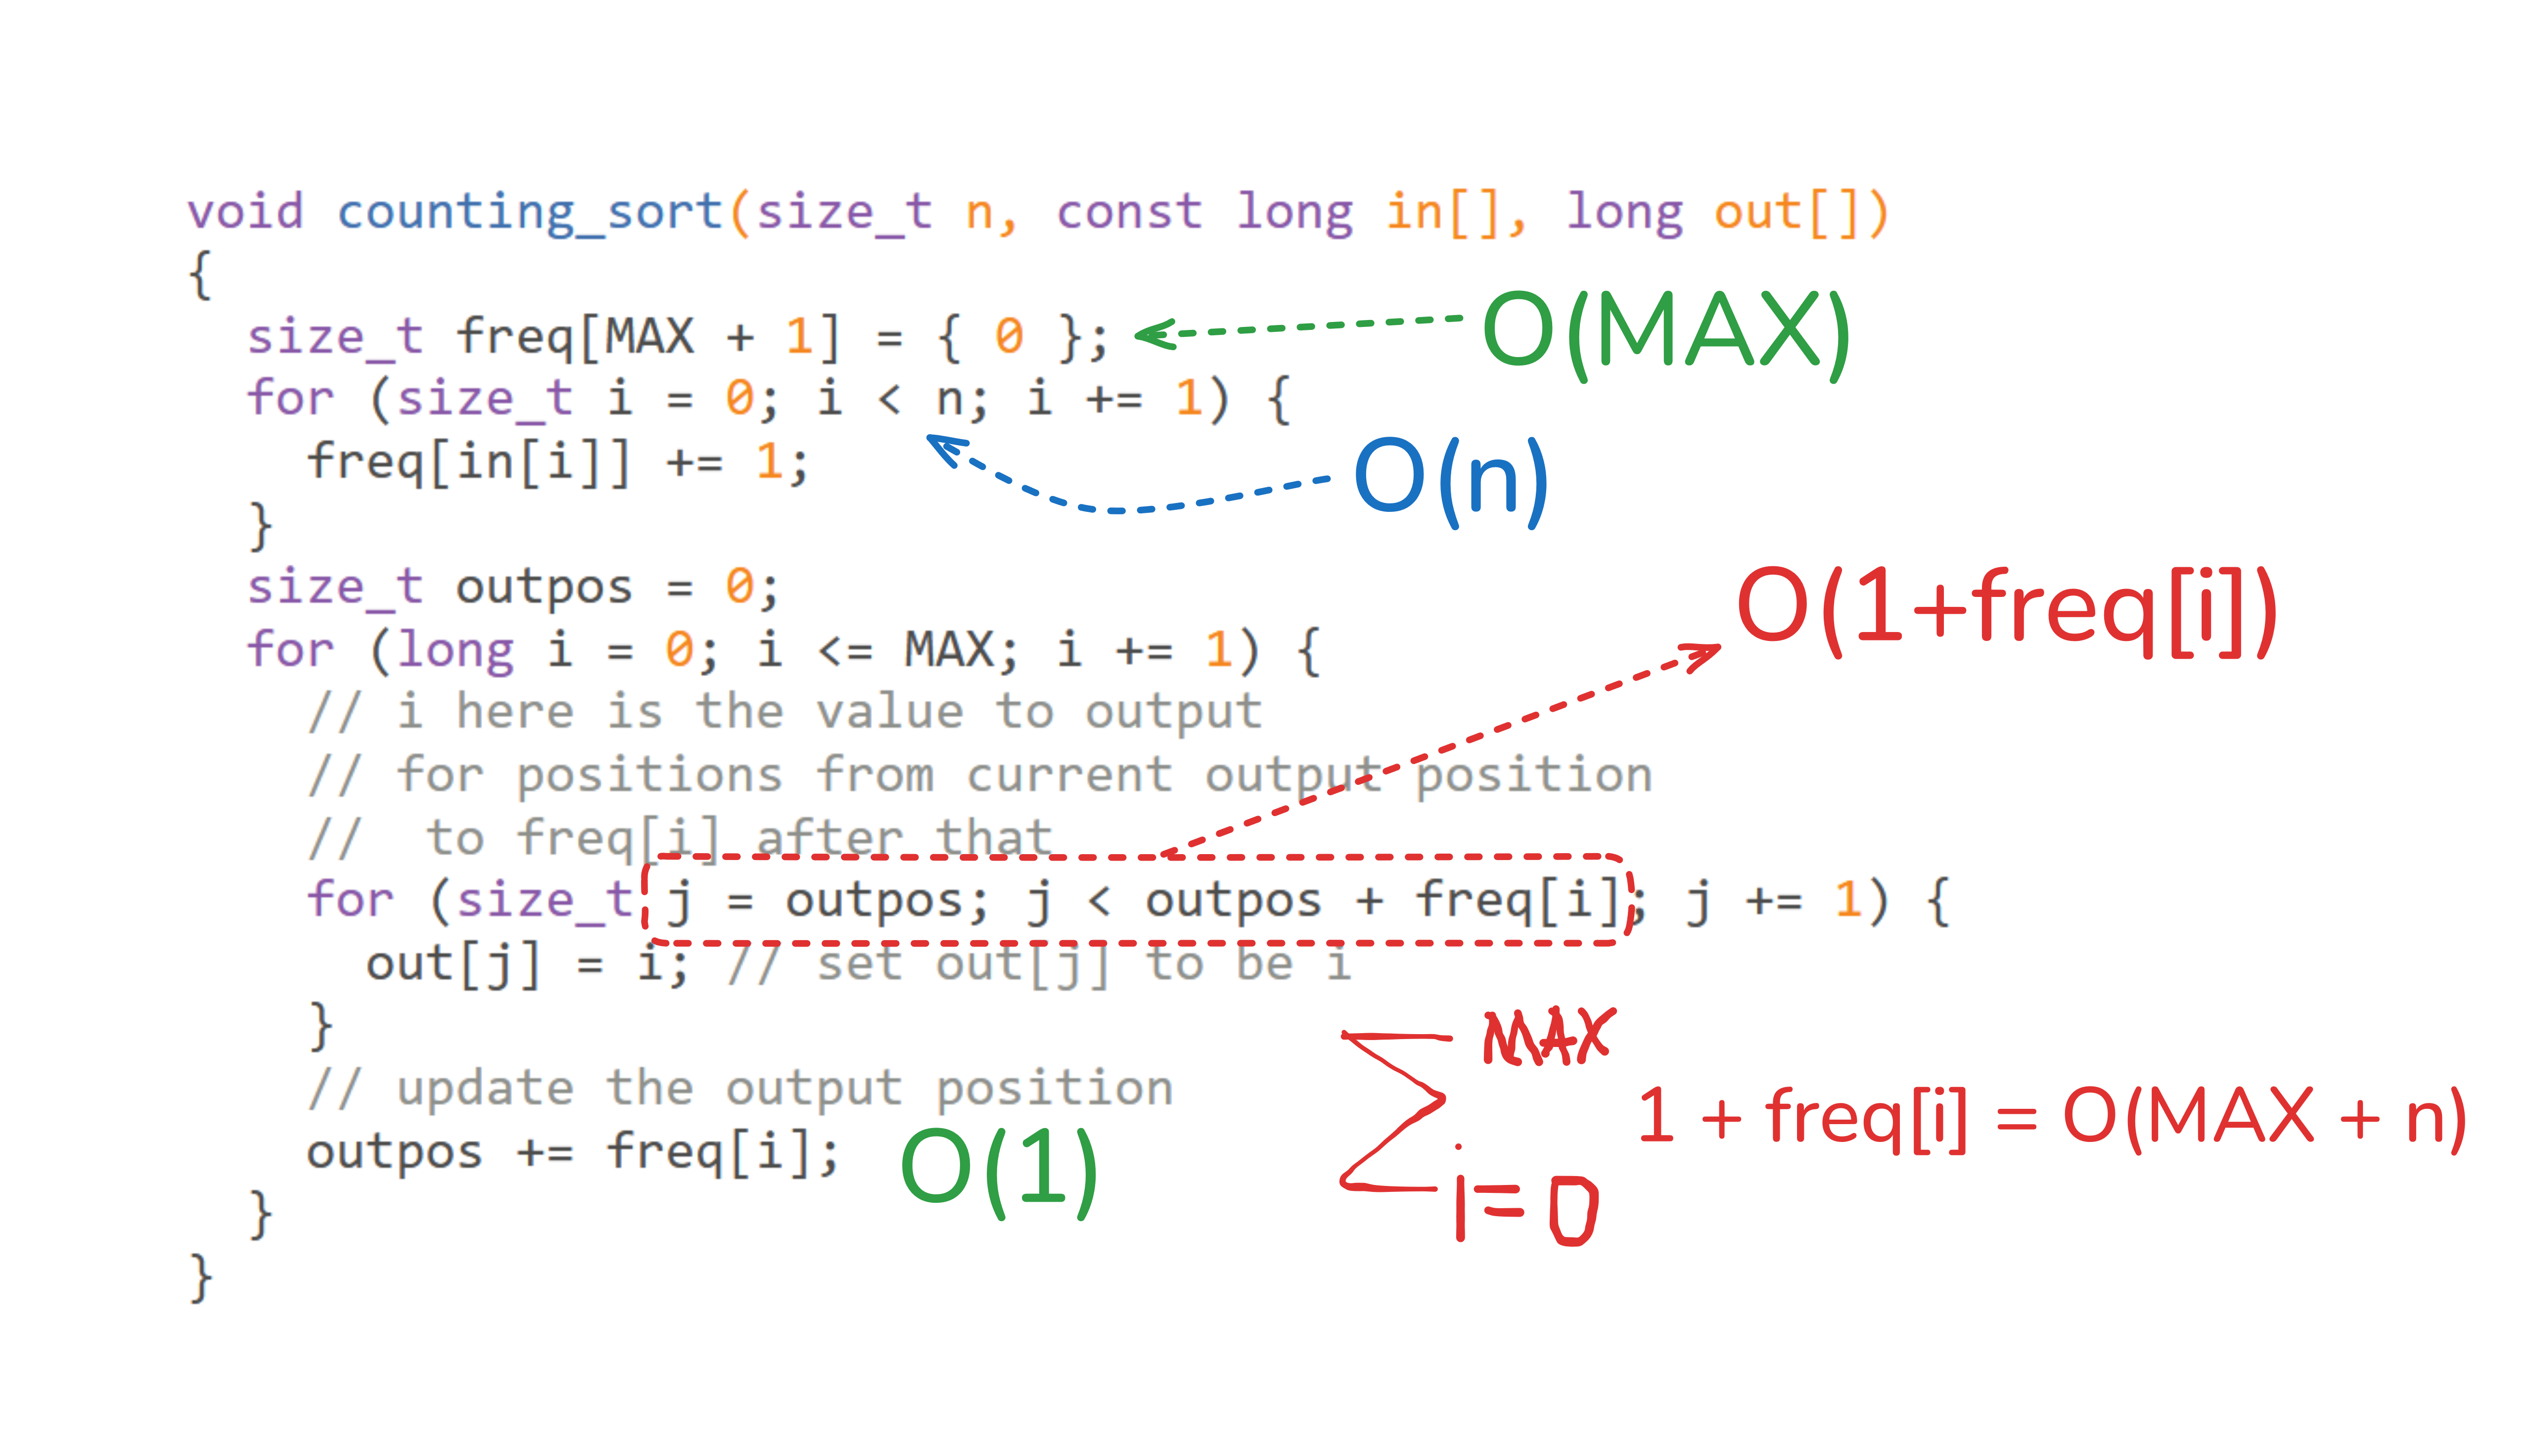 void counting_sort(size_t n, const long in[], long out[])
{
size_t freq[MAX + 1] = { 0 };
O(MAX)
for (size_t i = 0; i < n; i += 1) {
freq[in[i]] += 1;
O(n)
}
size_t outpos = 0;
O(1+freq[i])
for (long i = 0; i <= MAX; i += 1) {
// i here is the value to output
// for positions from current output position
//  to freq[i] after that
for (size_t j = outpos; j < outpos + freq[i]; j += 1) {
out[j] = i; // set out[j] to be i
}
// update the output position
outpos += freq[i];
O(1)
MAX
Σ 1 + freq[i] = O(MAX + n)
i=0
}
}